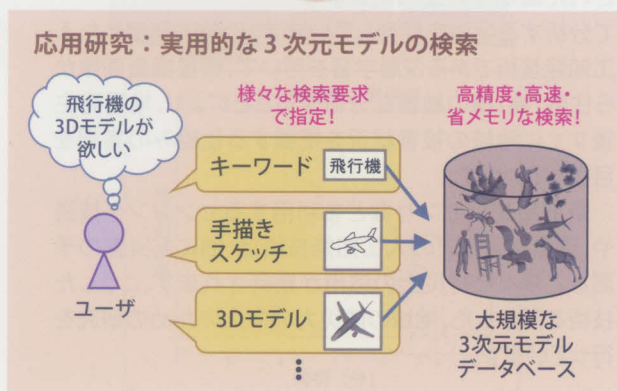 応用研究：実用的な3次元モデルの検索
飛行機の
3Dモデルが
欲しい
ユーザ
様々な検索要求
で指定!
キーワード
飛行機
手描き
スケッチ
3Dモデル
高精度・高速・
省メモリな検索!
大規模な
3次元モデル
データベース